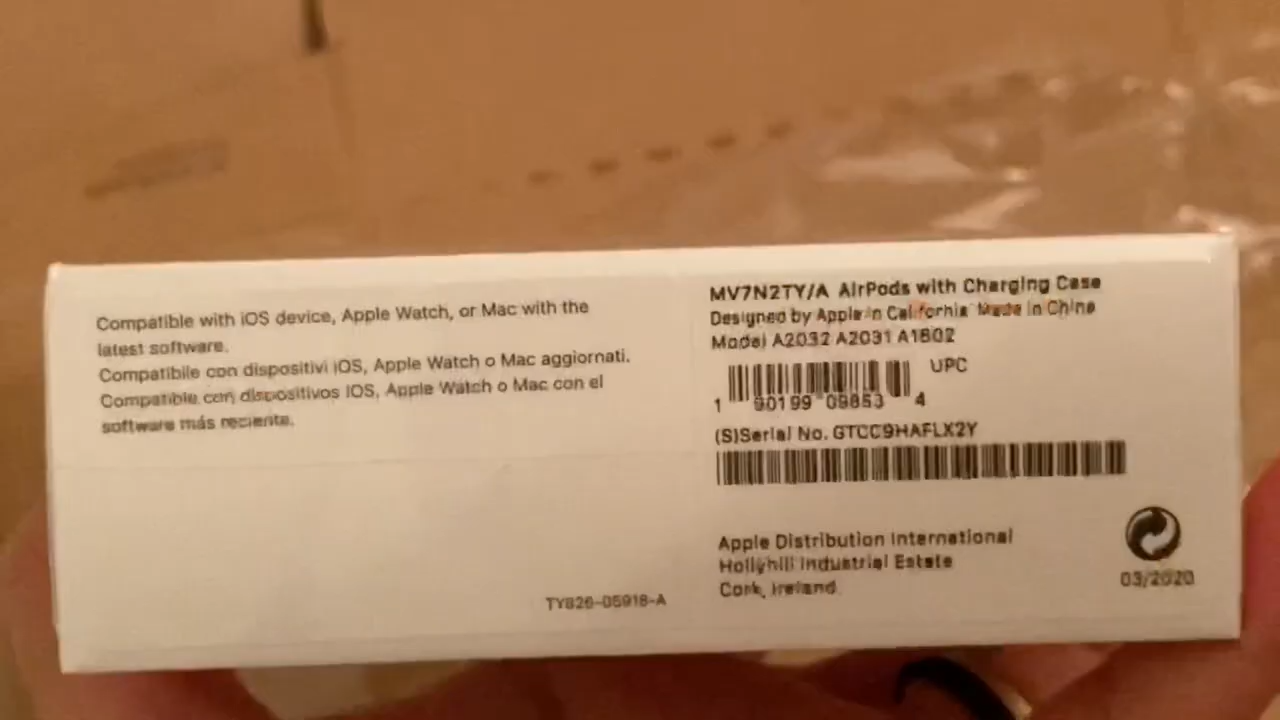 Compatible with iOS device, Apple Watch, or Mac with the
latest software.
Compatibile con dispositivi iOS, Apple Watch o Mac aggiornati.
Compatible con dispositivos iOS, Apple Watch o Mac con el
software más reciente.
TY826-05918-A
MV7N2TY/A AirPods with Charging Case
Designed by Apple in California Made in China
Model A2032 A2031 A1602
UPC
1 90199 09853 4
(S)Serial No. GTCC9HAFLX2Y
Apple Distribution International
Hollyhill Industrial Estate
Cork, Ireland
03/2020